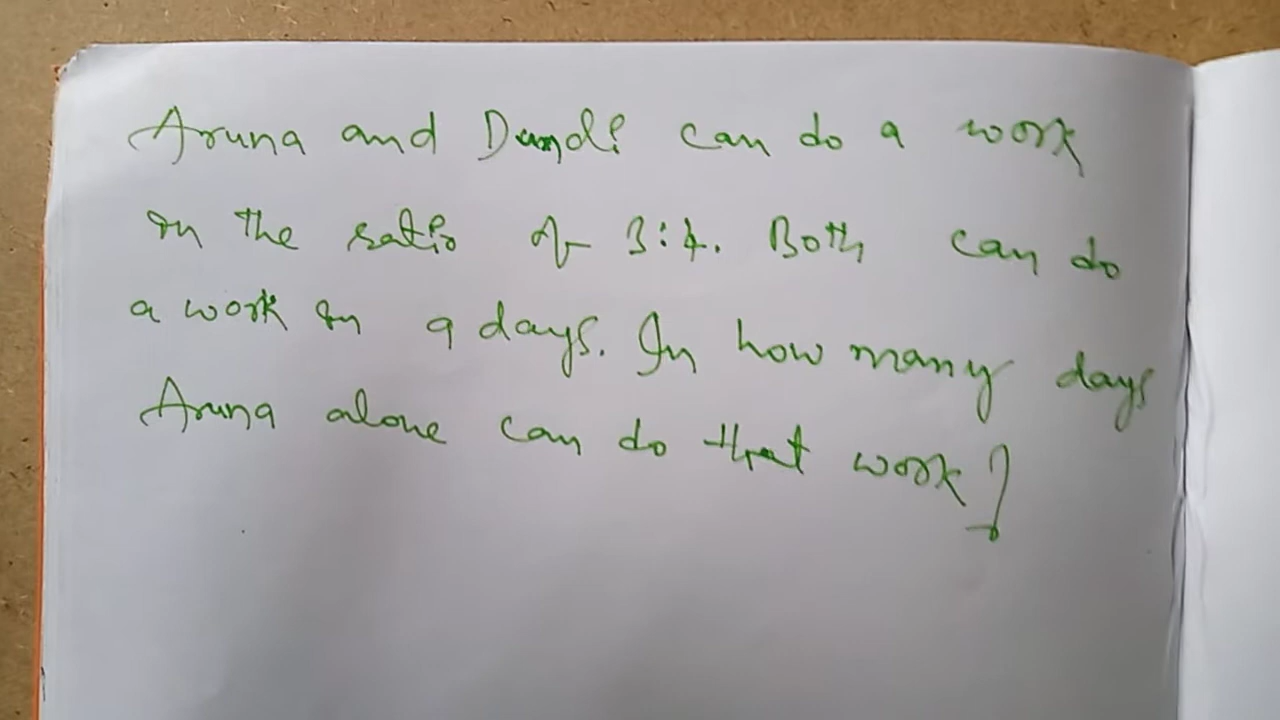 Aruna and Dundi can do a work
in the ratio of 3:4. Both can do
a work in 9 days. In how many days
Aruna alone can do that work?